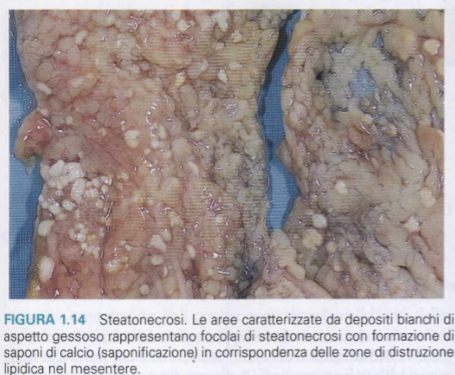 FIGURA 1.14 Steatonecrosi. Le aree caratterizzate da depositi bianchi di
aspetto gessoso rappresentano focolai di steatonecrosi con formazione di
saponi di calcio (saponificazione) in corrispondenza delle zone di distruzione
lipidica nel mesentere.